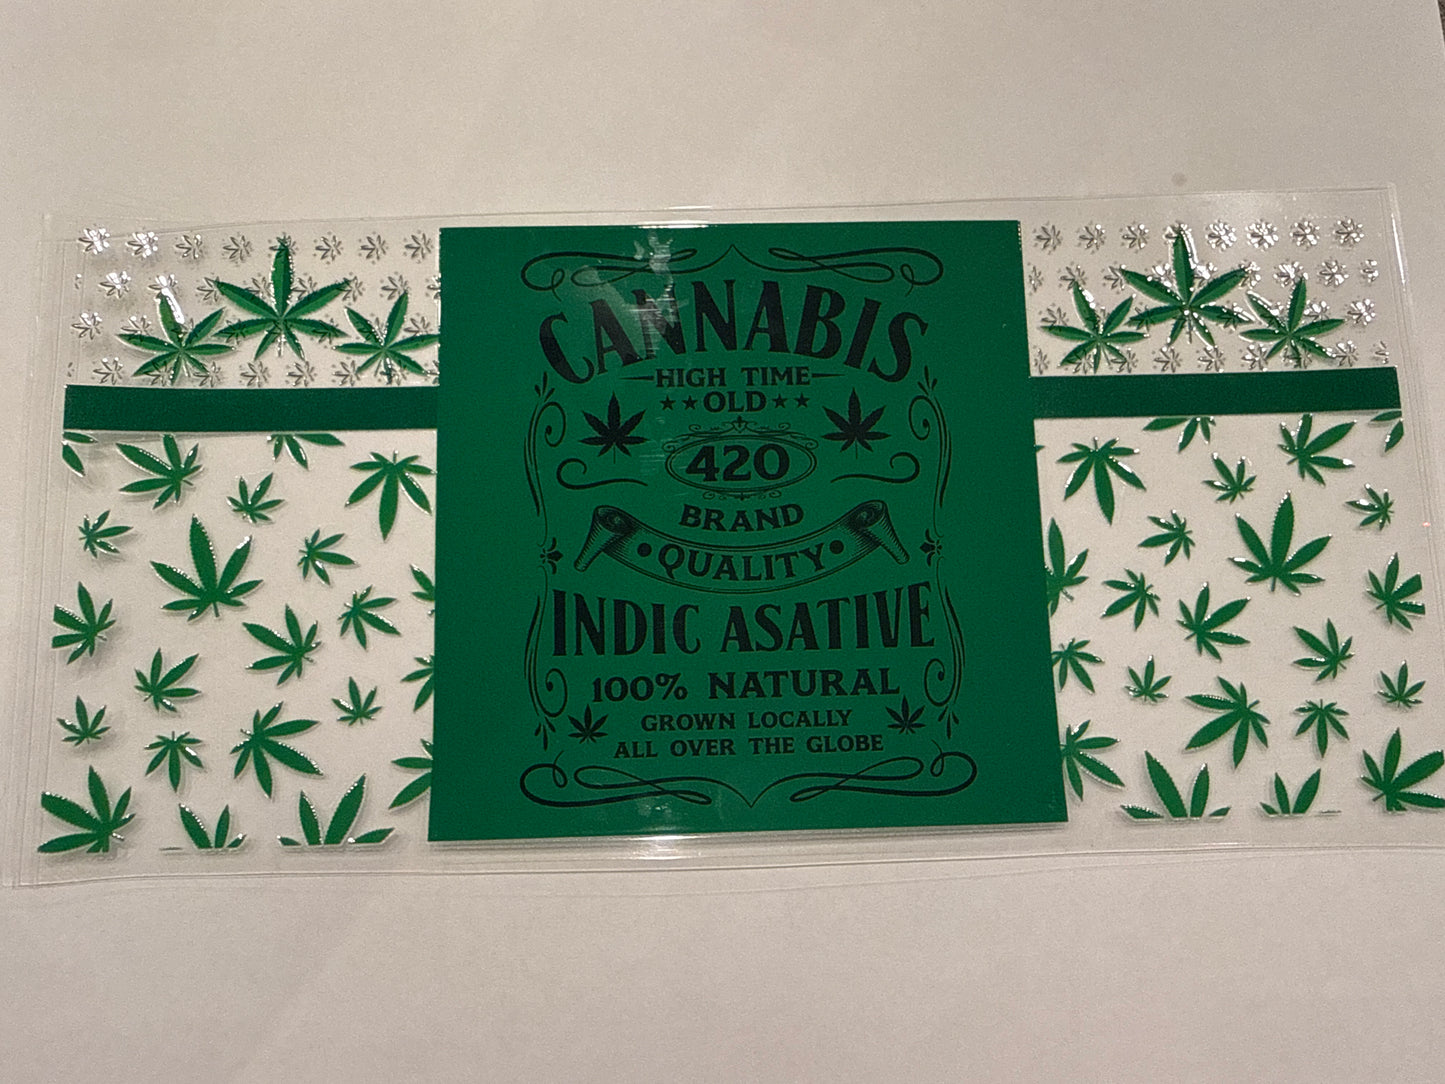 CANNABIS
HIGH TIME
★★OLD★★
420
BRAND
•QUALITY•
INDIC ASATIVE
100% NATURAL
GROWN LOCALLY
ALL OVER THE GLOBE